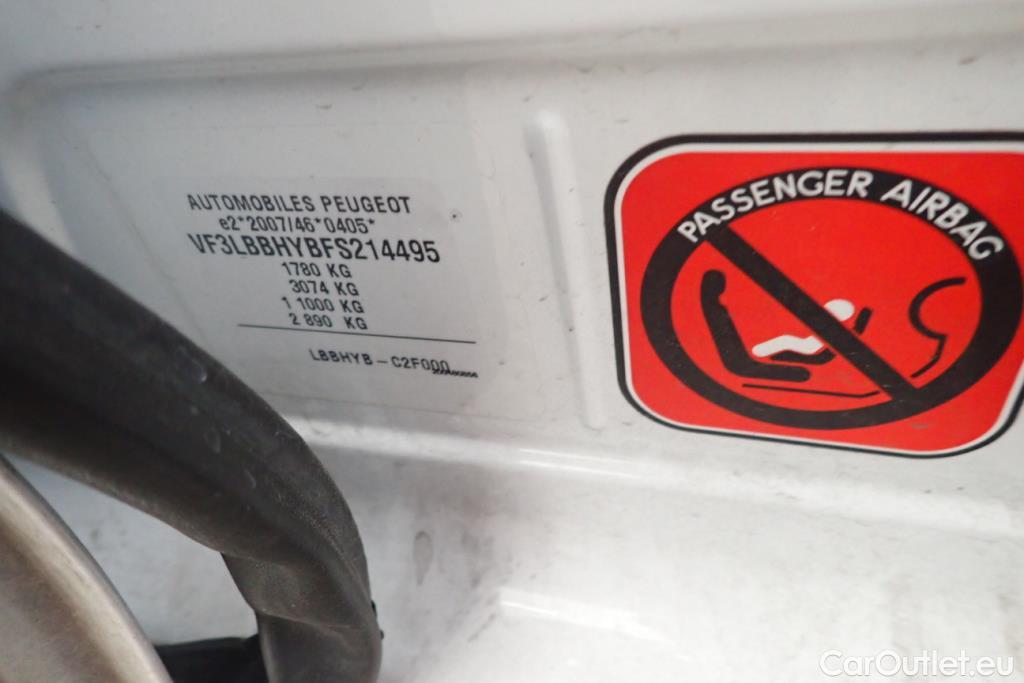 AUTOMOBILES PEUGEOT
e2*2007/46*0405*
VF3LBBHYBFS214495
1780 KG
3074 KG
1 1000 KG
2 890 KG
LBBHYB-C2F000
PASSENGER AIRBAG
CarOutlet.eu